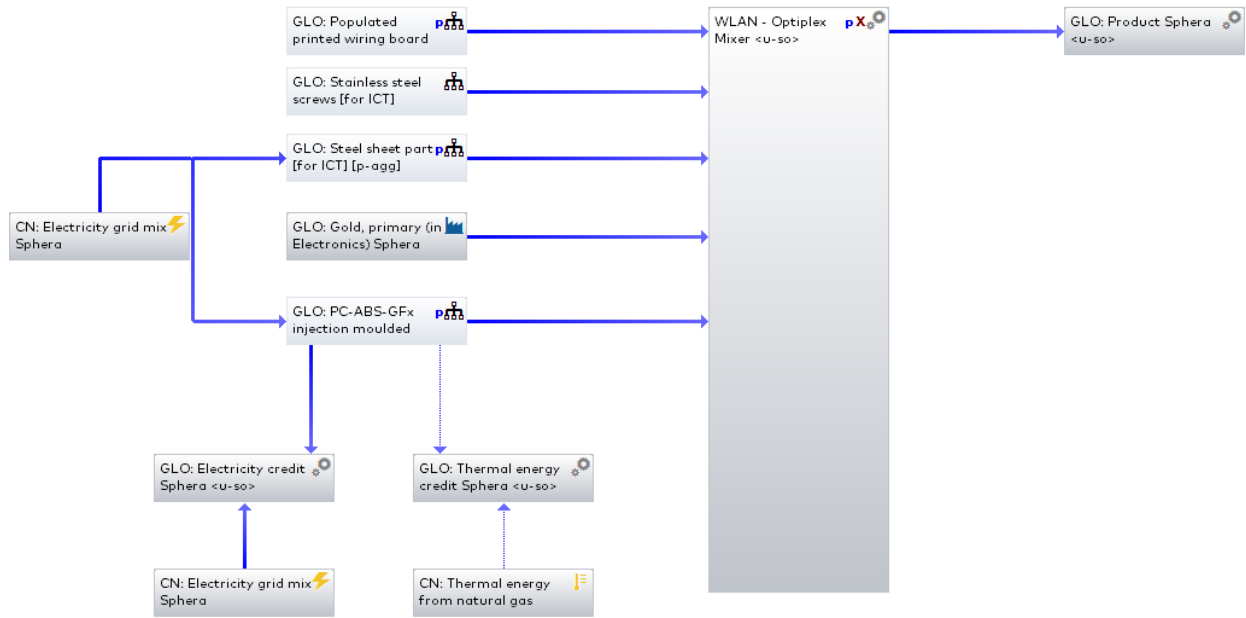 GLO: Populated
printed wiring board
p
WLAN - Optiplex
Mixer <u-so>
p X
GLO: Product Sphera
<u-so>
GLO: Stainless steel
screws [for ICT]
GLO: Steel sheet part
[for ICT] [p-agg]
p
CN: Electricity grid mix
Sphera
GLO: Gold, primary (in
Electronics) Sphera
GLO: PC-ABS-GFx
injection moulded
p
GLO: Electricity credit
Sphera <u-so>
GLO: Thermal energy
credit Sphera <u-so>
CN: Electricity grid mix
Sphera
CN: Thermal energy
from natural gas